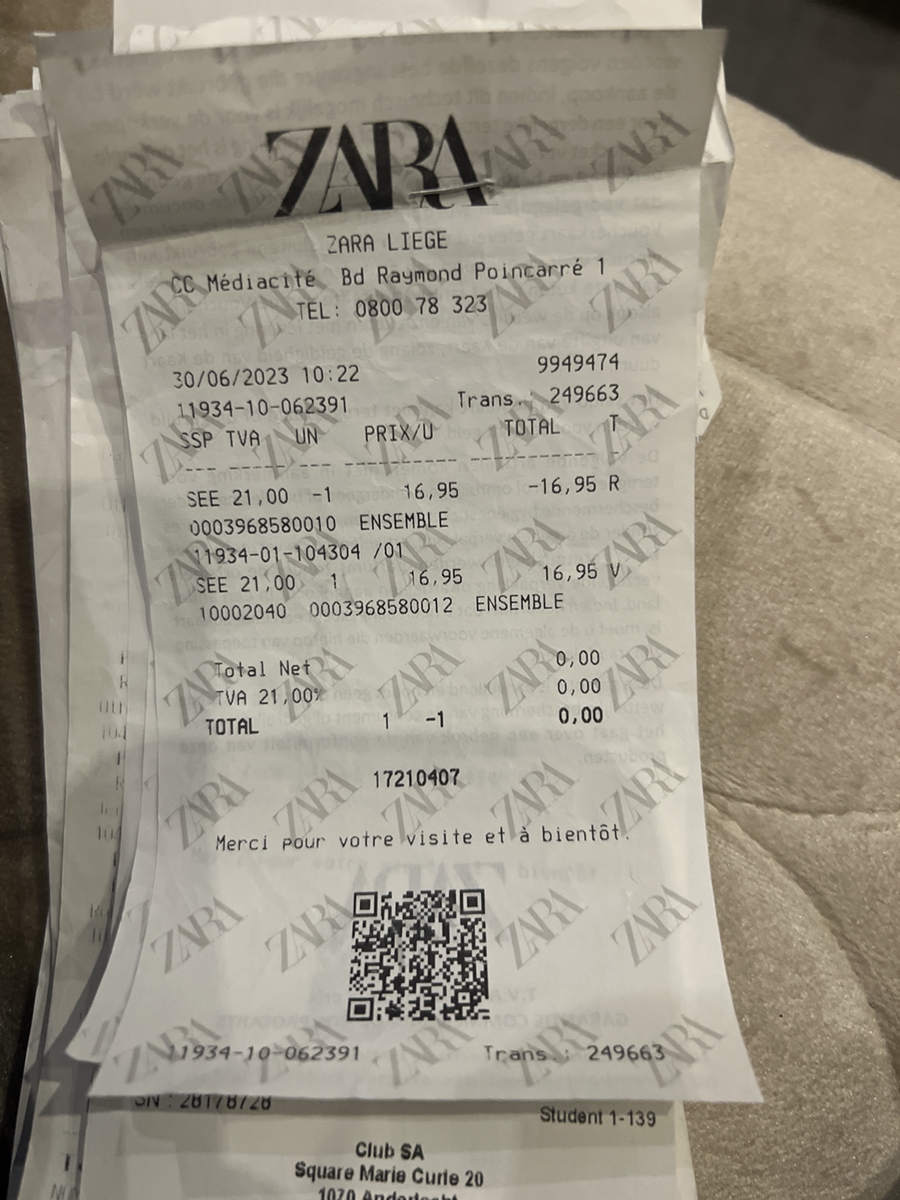 ZARA
ZARA LIEGE
CC Médiacité Bd Raymond Poincarré 1
TEL: 0800 78 323
9949474
30/06/2023 10:22
11934-10-062391 Trans.: 249663
SSP TVA UN PRIX/U TOTAL T
SEE 21,00 -1 16,95 -16,95 R
0003968580010 ENSEMBLE
11934-01-104304 /01
SEE 21,00 1 16,95 16,95 V
10002040 0003968580012 ENSEMBLE
Total Net 0,00
TVA 21,00% 0,00
TOTAL 1 -1 0,00
17210407
Merci pour votre visite et à bientôt.
11934-10-062391 Trans.: 249663
SN : 28178728
Student 1-139
Club SA
Square Marie Curie 20
1070 Anderlecht